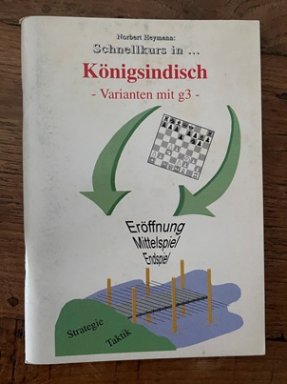 Norbert Heymann:
Schnellkurs in ...
Königsindisch
- Varianten mit g3 -
Eröffnung
Mittelspiel
Endspiel
Strategie
Taktik